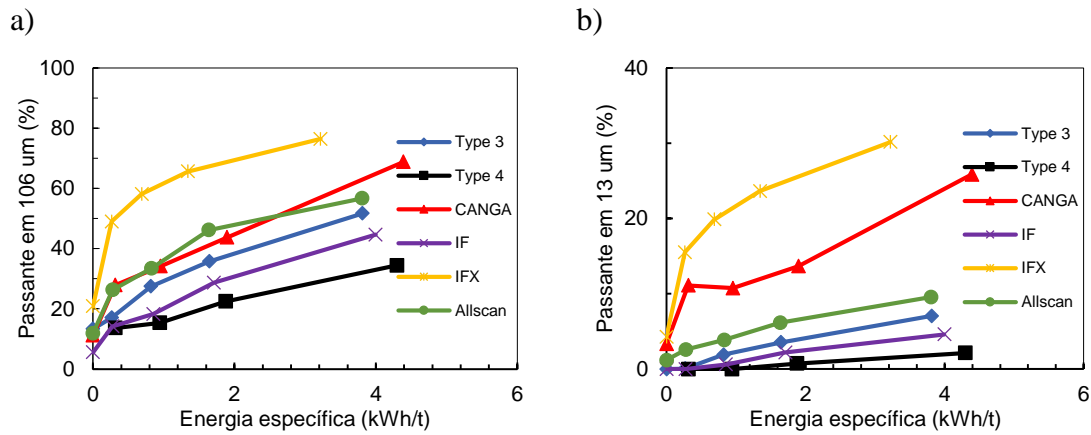 a)
b)
100
80
60
40
20
0
0 2 4 6
Passante em 106 um (%)
Energia específica (kWh/t)
Type 3
Type 4
CANGA
IF
IFX
Allscan
40
20
0
0 2 4 6
Passante em 13 um (%)
Energia específica (kWh/t)
Type 3
Type 4
CANGA
IF
IFX
Allscan